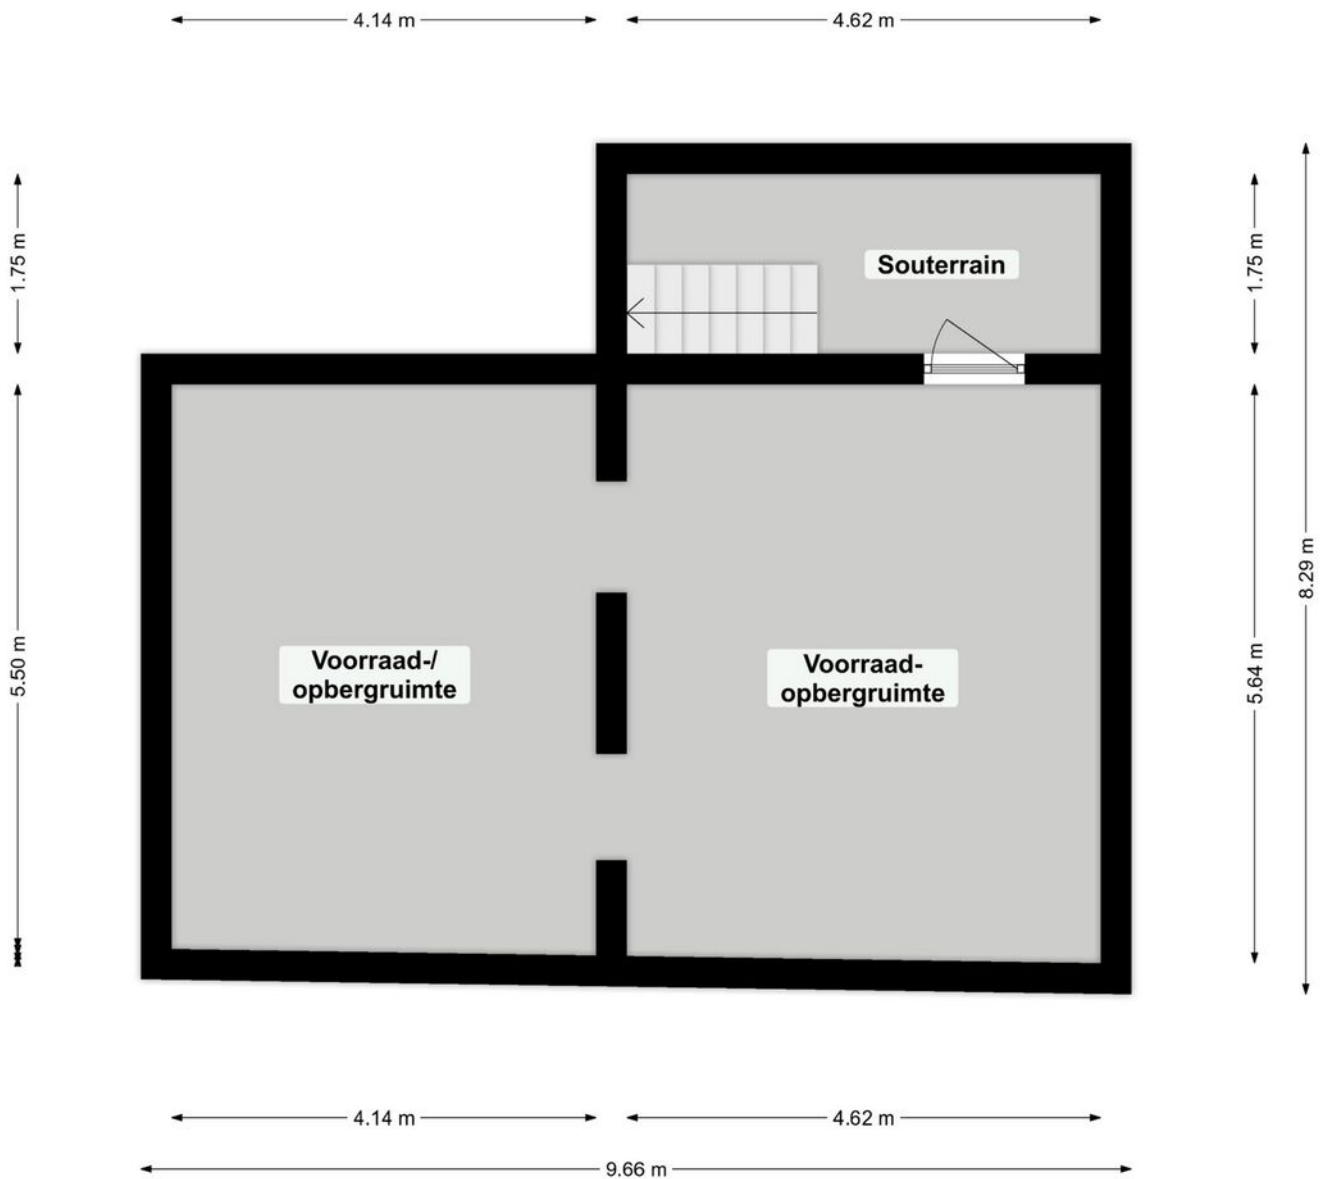 4.14 m
4.62 m
1.75 m
1.75 m
Souterrain
8.29 m
5.50 m
5.64 m
Voorraad-/
opbergruimte
Voorraad-
opbergruimte
4.14 m
4.62 m
9.66 m